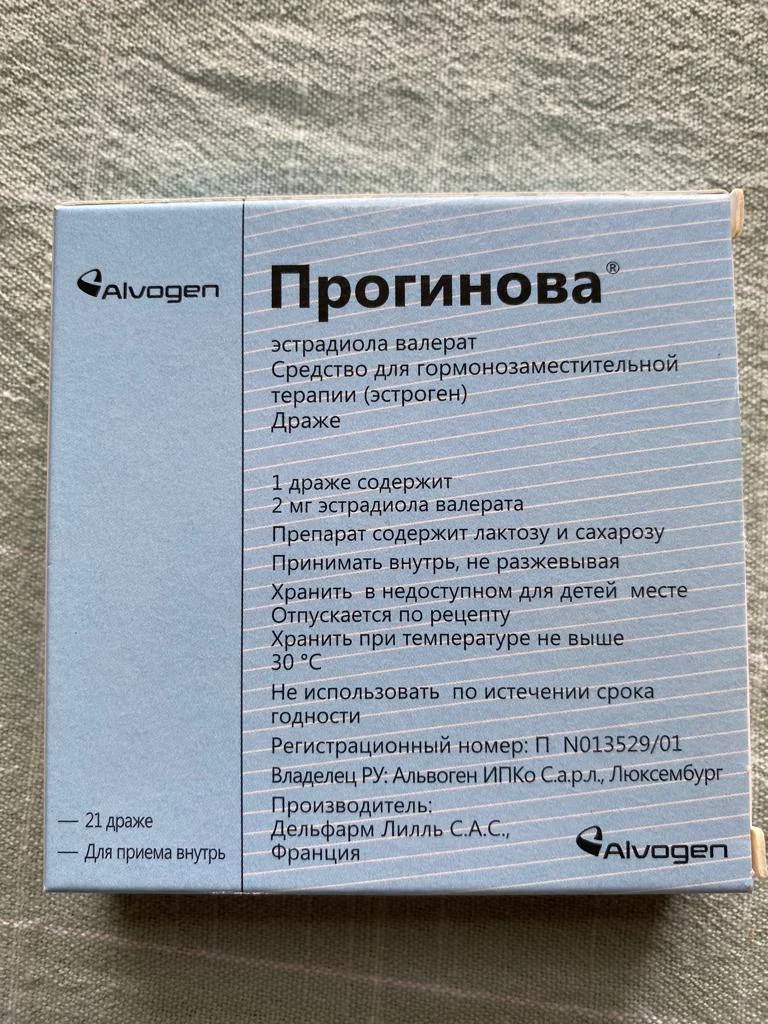 Alvogen
Прогинова®
эстрадиола валерат
Средство для гормонозаместительной
терапии (эстроген)
Драже
1 драже содержит
2 мг эстрадиола валерата
Препарат содержит лактозу и сахарозу
Принимать внутрь, не разжевывая
Хранить в недоступном для детей месте
Отпускается по рецепту
Хранить при температуре не выше
30 °C
Не использовать по истечении срока
годности
Регистрационный номер: П N013529/01
Владелец РУ: Альвоген ИПКо С.а.р.л., Люксембург
Производитель:
Дельфарм Лилль С.А.С.,
Франция
— 21 драже
— Для приема внутрь
Alvogen